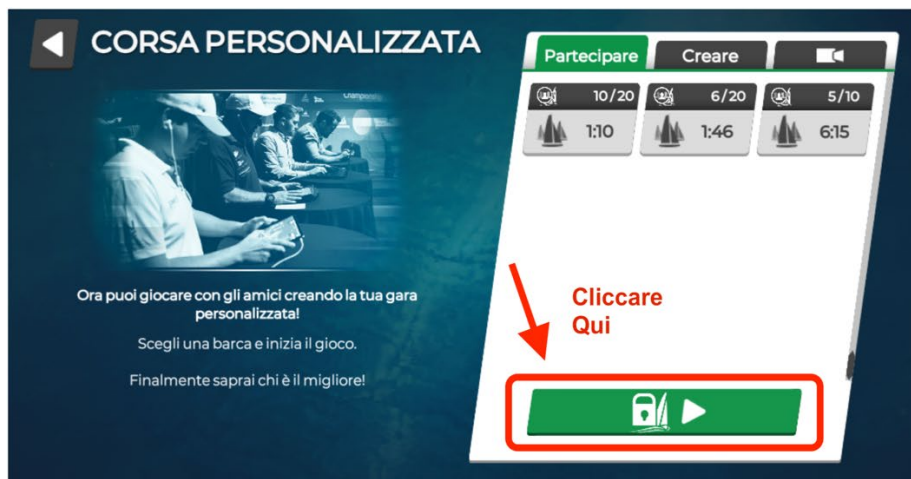 CORSA PERSONALIZZATA
Partecipare
Creare
10/20
6/20
5/10
1:10
1:46
6:15
Ora puoi giocare con gli amici creando la tua gara
personalizzata!
Scegli una barca e inizia il gioco.
Finalmente saprai chi è il migliore!
Cliccare
Qui